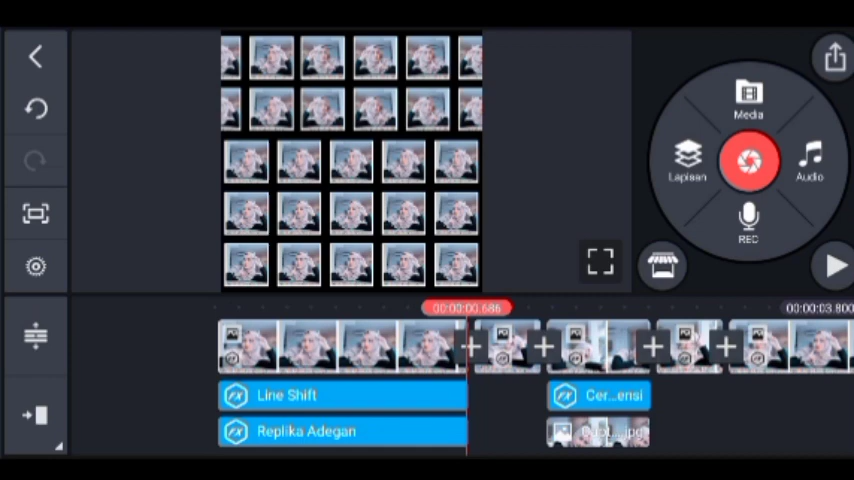 Media
Lapisan
Audio
REC
00:00:00.686
00:00:03.800
Line Shift
Cer...ensi
Replika Adegan